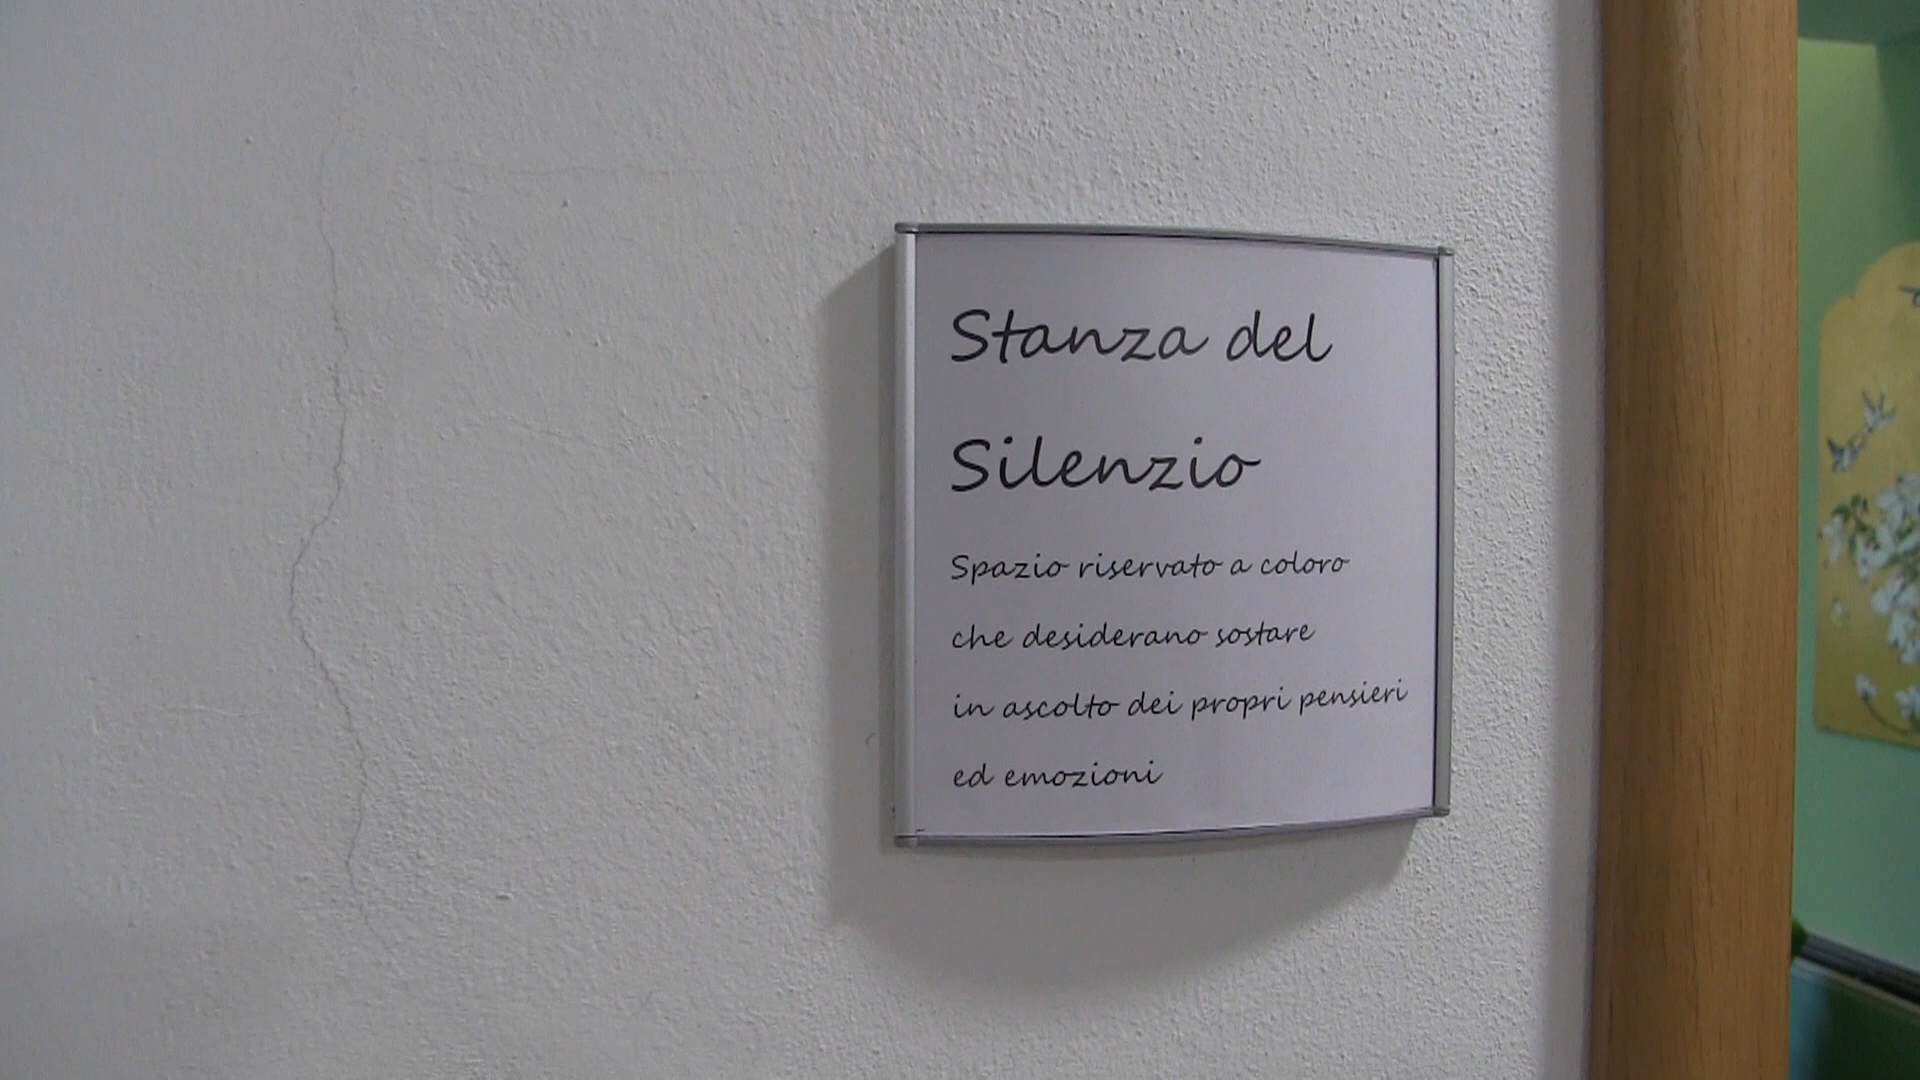 Stanza del
Silenzio
Spazio riservato a coloro
che desiderano sostare
in ascolto dei propri pensieri
ed emozioni